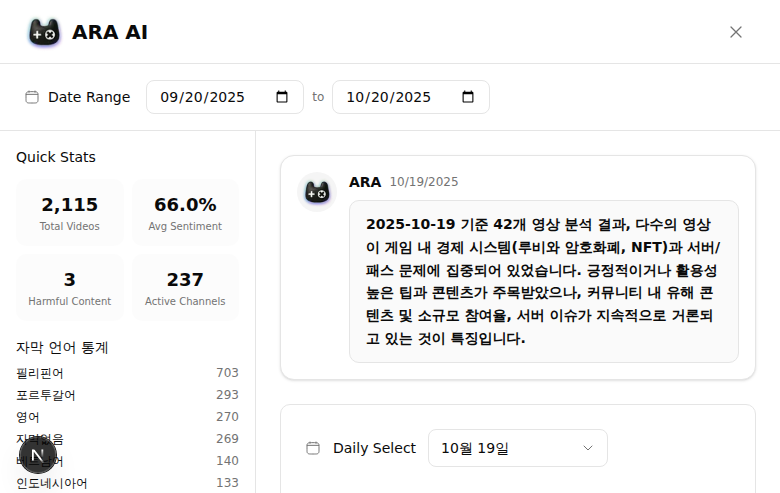 ARA AI
Date Range 09/20/2025 to 10/20/2025
Quick Stats
2,115
Total Videos
66.0%
Avg Sentiment
3
Harmful Content
237
Active Channels
자막 언어 통계
필리핀어 703
포르투갈어 293
영어 270
자막없음 269
베트남어 140
인도네시아어 133
N
ARA 10/19/2025
2025-10-19 기준 42개 영상 분석 결과, 다수의 영상
이 게임 내 경제 시스템(루비와 암호화폐, NFT)과 서버/
패스 문제에 집중되어 있었습니다. 긍정적이거나 활용성
높은 팁과 콘텐츠가 주목받았으나, 커뮤니티 내 유해 콘
텐츠 및 소규모 참여율, 서버 이슈가 지속적으로 거론되
고 있는 것이 특징입니다.
Daily Select 10월 19일